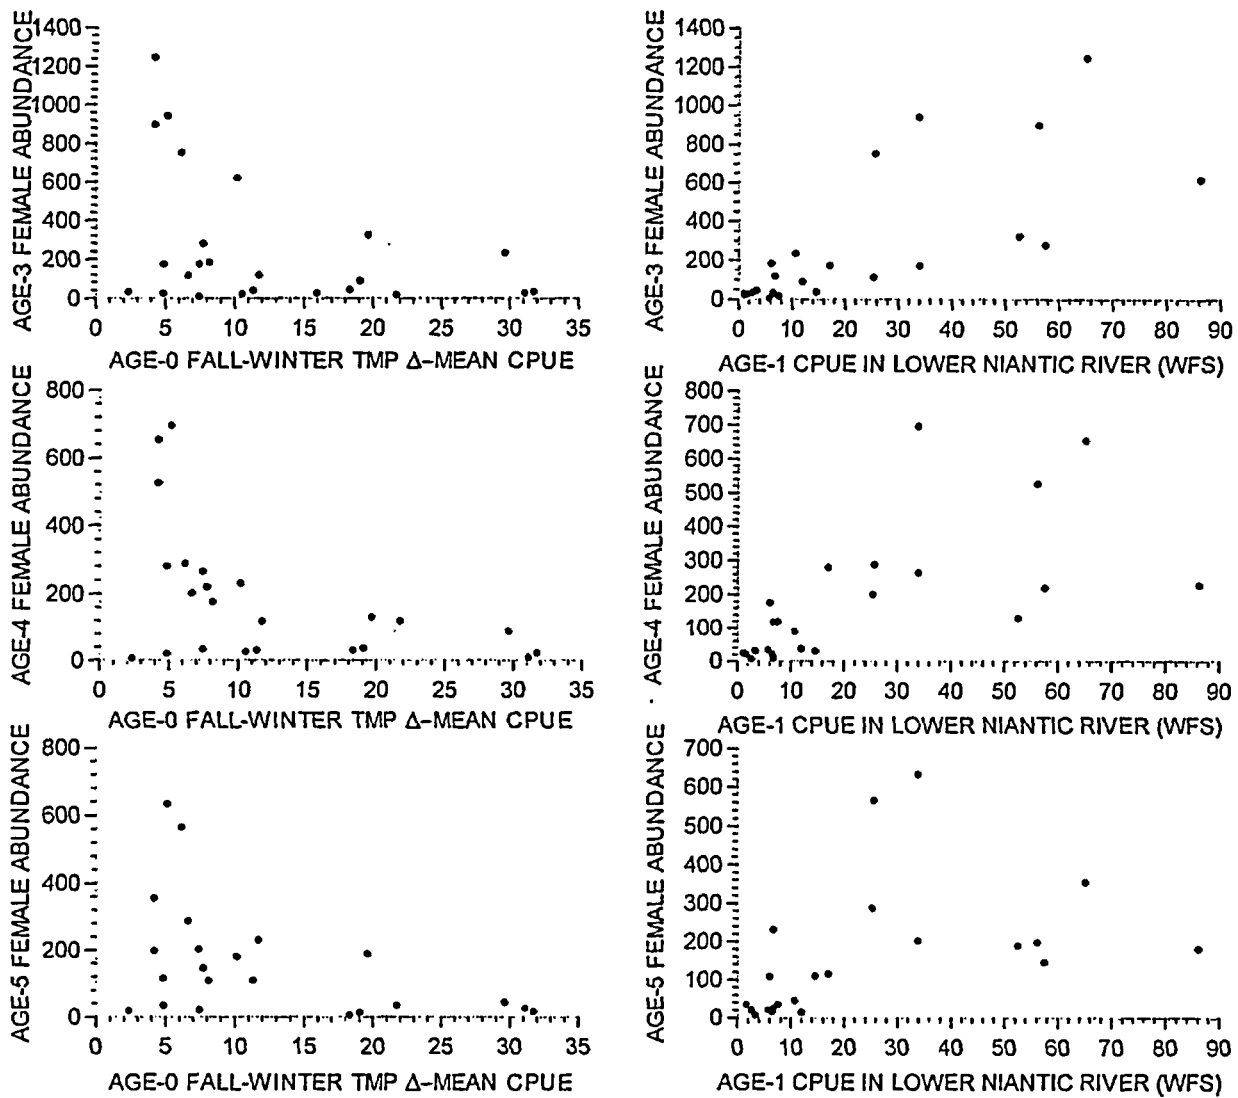 AGE-3 FEMALE ABUNDANCE
1400
1200
1000
800
600
400
200
0
0 5 10 15 20 25 30 35
AGE-0 FALL-WINTER TMP Δ-MEAN CPUE
AGE-3 FEMALE ABUNDANCE
1400
1200
1000
800
600
400
200
0
0 10 20 30 40 50 60 70 80 90
AGE-1 CPUE IN LOWER NIANTIC RIVER (WFS)
AGE-4 FEMALE ABUNDANCE
800
600
400
200
0
0 5 10 15 20 25 30 35
AGE-0 FALL-WINTER TMP Δ-MEAN CPUE
AGE-4 FEMALE ABUNDANCE
800
700
600
500
400
300
200
100
0
0 10 20 30 40 50 60 70 80 90
AGE-1 CPUE IN LOWER NIANTIC RIVER (WFS)
AGE-5 FEMALE ABUNDANCE
800
600
400
200
0
0 5 10 15 20 25 30 35
AGE-0 FALL-WINTER TMP Δ-MEAN CPUE
AGE-5 FEMALE ABUNDANCE
700
600
500
400
300
200
100
0
0 10 20 30 40 50 60 70 80 90
AGE-1 CPUE IN LOWER NIANTIC RIVER (WFS)